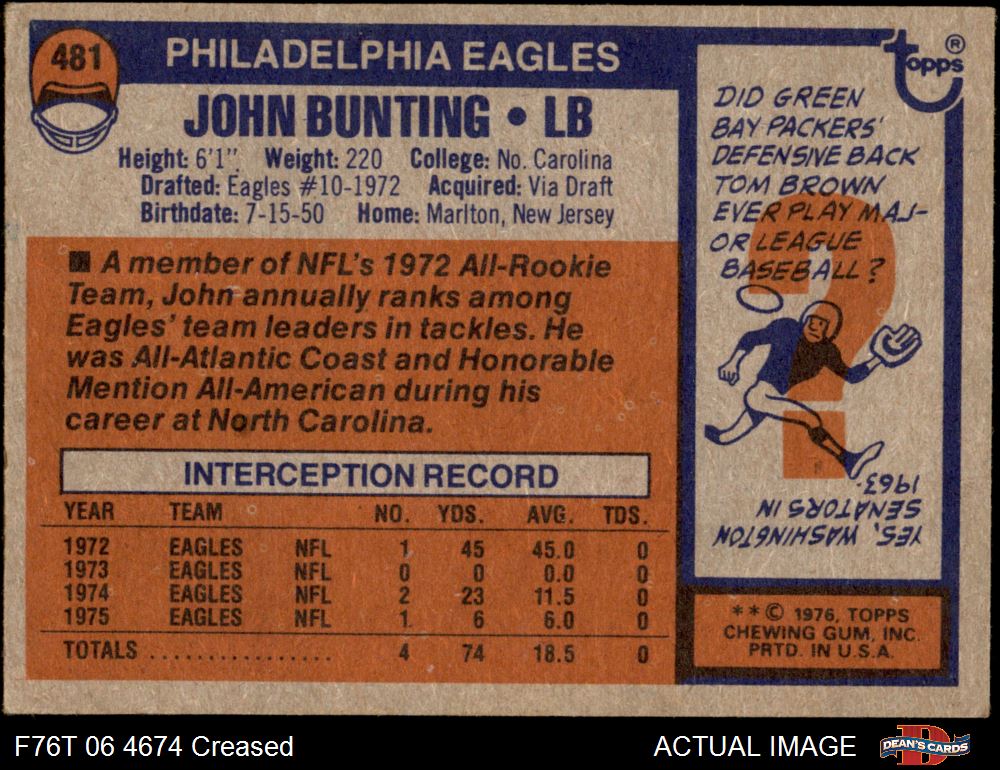 481
PHILADELPHIA EAGLES
JOHN BUNTING • LB
Height: 6'1" Weight: 220 College: No. Carolina
Drafted: Eagles #10-1972 Acquired: Via Draft
Birthdate: 7-15-50 Home: Marlton, New Jersey
■ A member of NFL's 1972 All-Rookie
Team, John annually ranks among
Eagles' team leaders in tackles. He
was All-Atlantic Coast and Honorable
Mention All-American during his
career at North Carolina.
INTERCEPTION RECORD
YEAR TEAM NO. YDS. AVG. TDS.
1972 EAGLES NFL 1 45 45.0 0
1973 EAGLES NFL 0 0 0.0 0
1974 EAGLES NFL 2 23 11.5 0
1975 EAGLES NFL 1 6 6.0 0
TOTALS ................. 4 74 18.5 0
topps ®
DID GREEN
BAY PACKERS'
DEFENSIVE BACK
TOM BROWN
EVER PLAY MAJ-
OR LEAGUE
BASEBALL?
?
YES, WASHINGTON
SENATORS IN
1963.
**© 1976, TOPPS
CHEWING GUM, INC.
PRTD. IN U.S.A.
F76T 06 4674 Creased
ACTUAL IMAGE
DEAN'S CARDS